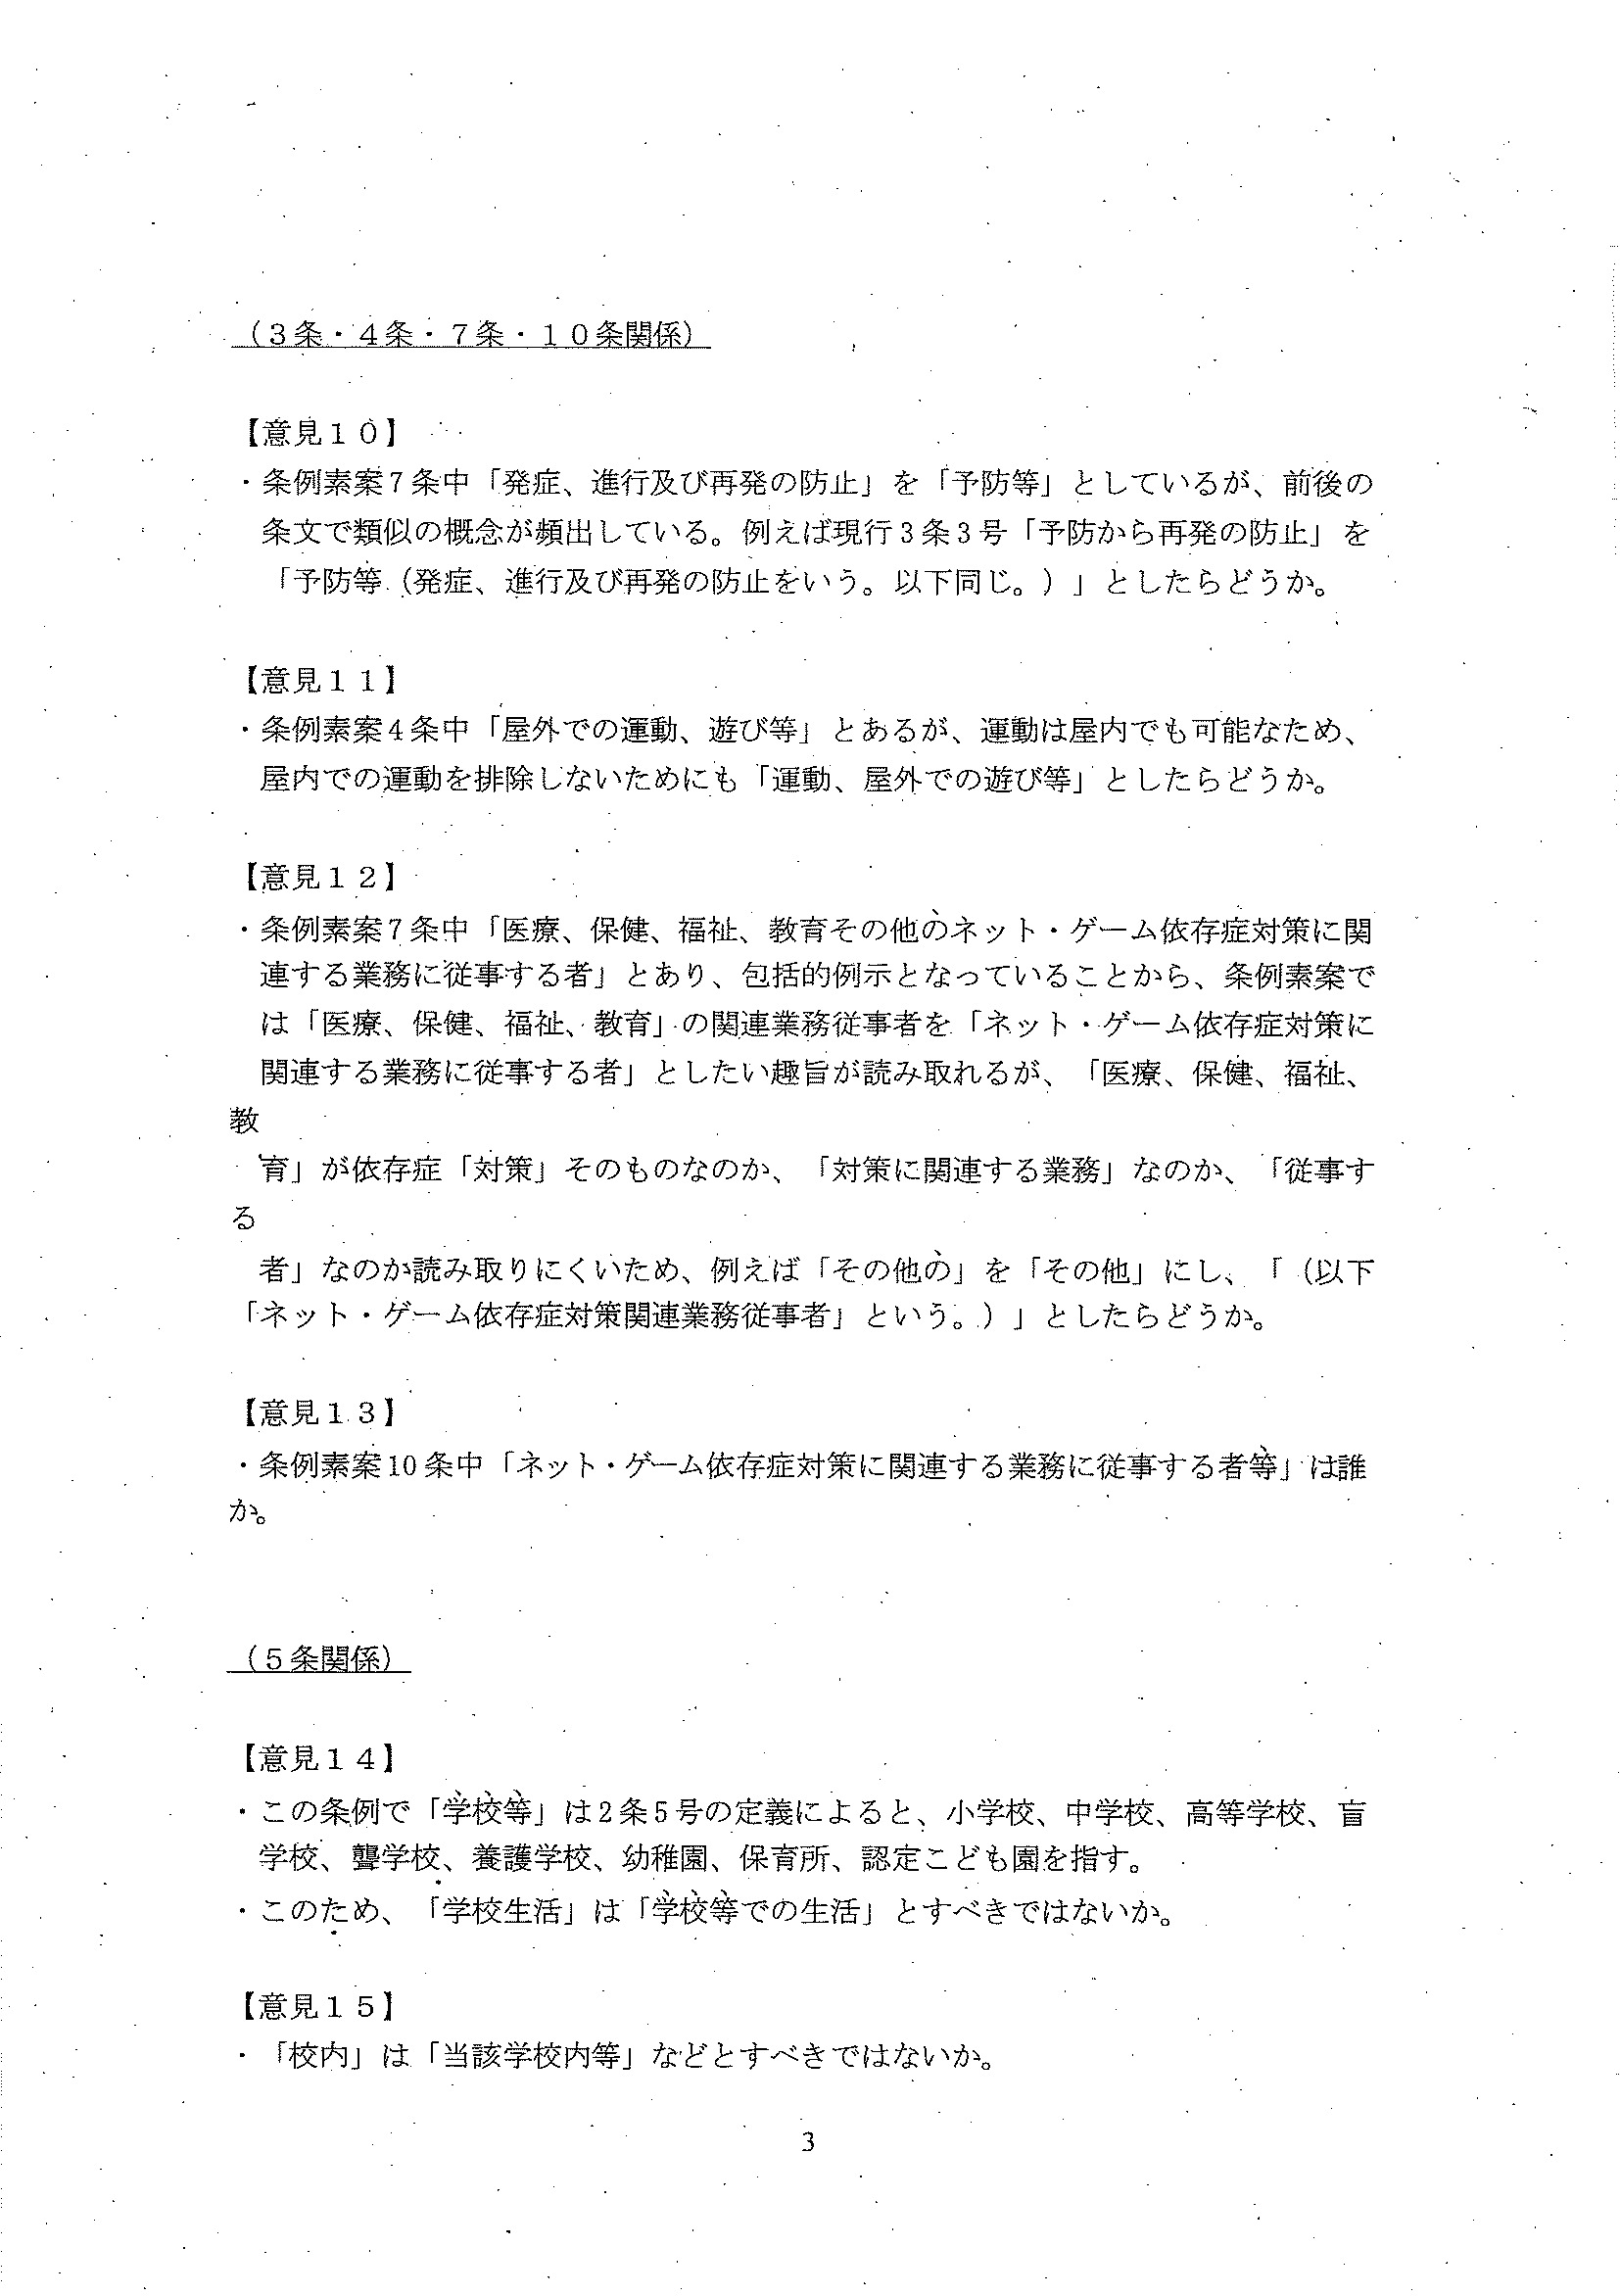 （３条・４条・７条・１０条関係）
【意見１０】
・条例素案7条中「発症、進行及び再発の防止」を「予防等」としているが、前後の
条文で類似の概念が頻出している。例えば現行3条3号「予防から再発の防止」を
「予防等（発症、進行及び再発の防止をいう。以下同じ。）」としたらどうか。
【意見１１】
・条例素案4条中「屋外での運動、遊び等」とあるが、運動は屋内でも可能なため、
屋内での運動を排除しないためにも「運動、屋外での遊び等」としたらどうか。
【意見１２】
・条例素案7条中「医療、保健、福祉、教育その他のネット・ゲーム依存症対策に関
連する業務に従事する者」とあり、包括的例示となっていることから、条例素案で
は「医療、保健、福祉、教育」の関連業務従事者を「ネット・ゲーム依存症対策に
関連する業務に従事する者」としたい趣旨が読み取れるが、「医療、保健、福祉、
教
育」が依存症「対策」そのものなのか、「対策に関連する業務」なのか、「従事す
る
者」なのか読み取りにくいため、例えば「その他の」を「その他」にし、「（以下
「ネット・ゲーム依存症対策関連業務従事者」という。）」としたらどうか。
【意見１３】
・条例素案10条中「ネット・ゲーム依存症対策に関連する業務に従事する者等」は誰
か。
（５条関係）
【意見１４】
・この条例で「学校等」は2条5号の定義によると、小学校、中学校、高等学校、盲
学校、聾学校、養護学校、幼稚園、保育所、認定こども園を指す。
・このため、「学校生活」は「学校等での生活」とすべきではないか。
【意見１５】
・「校内」は「当該学校内等」などとすべきではないか。
3